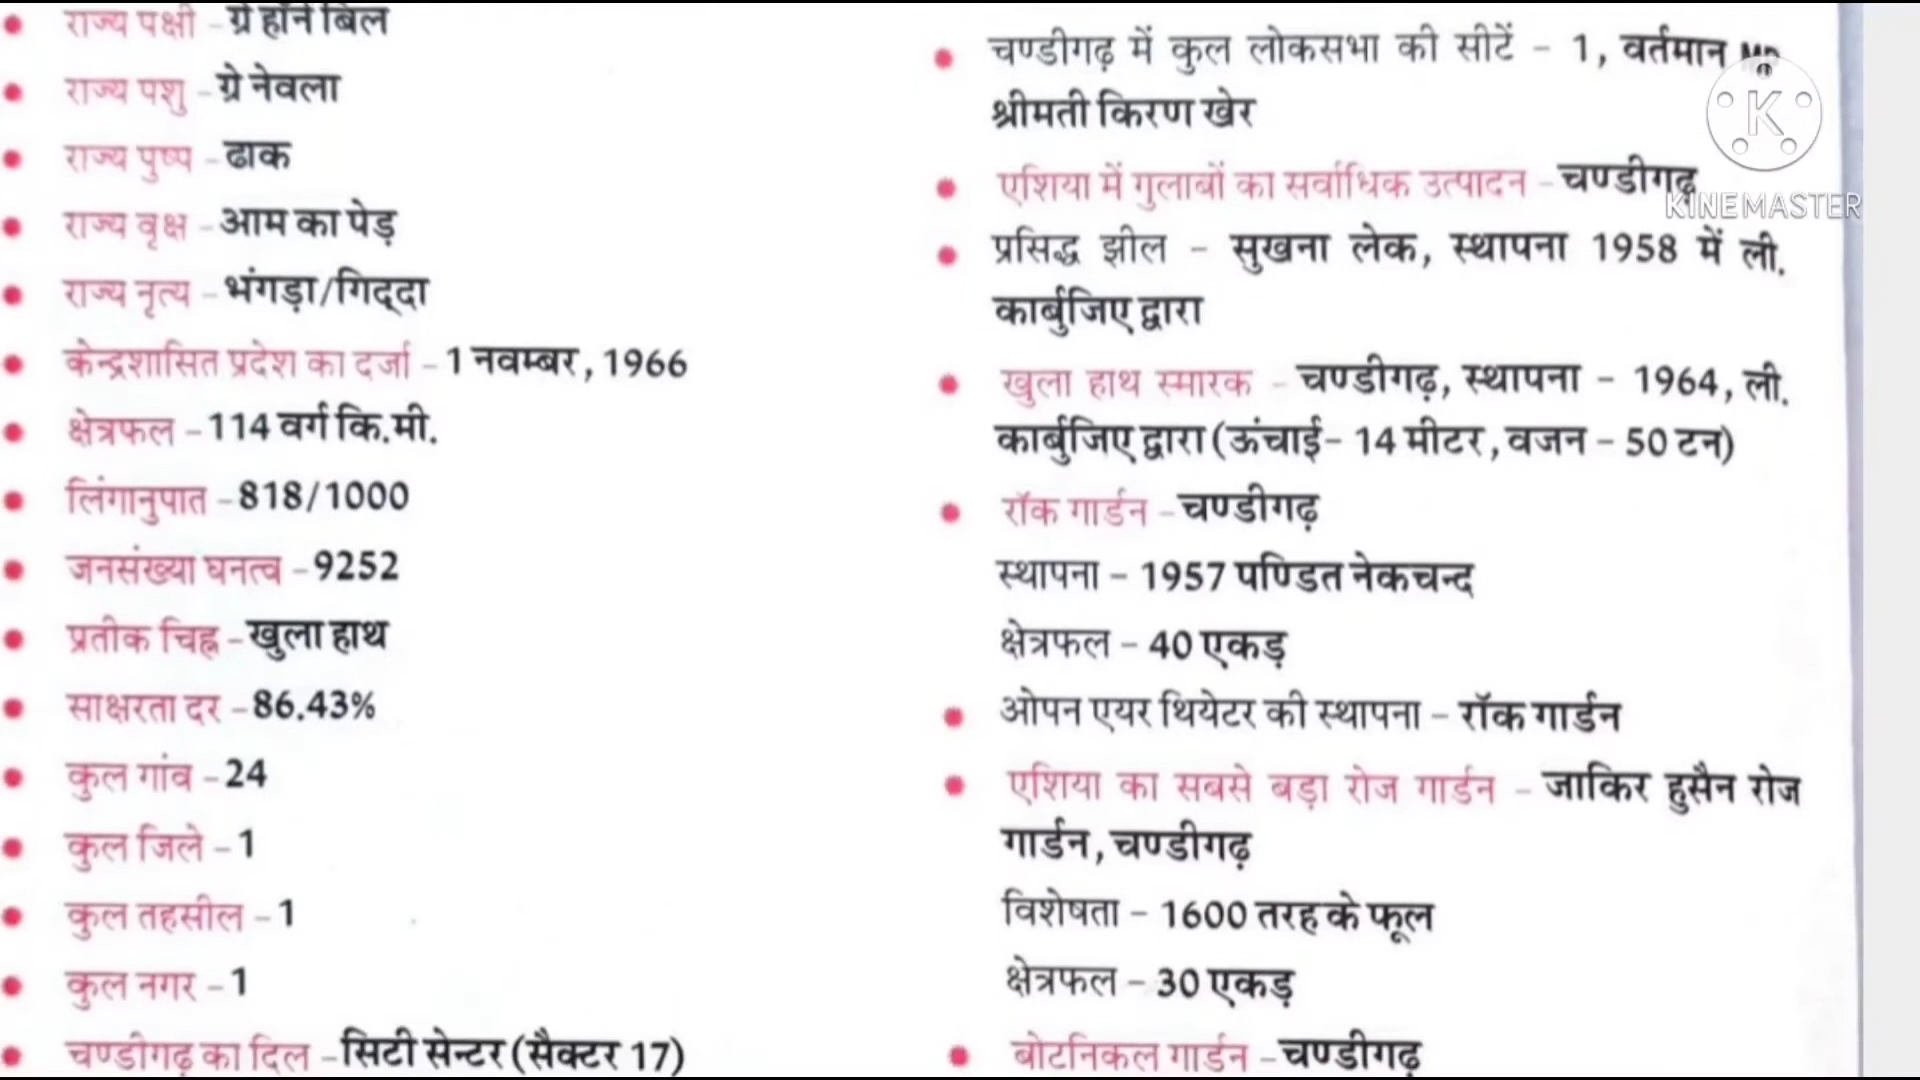 राज्य पक्षी - ग्रे हॉर्न बिल
राज्य पशु - ग्रे नेवला
राज्य पुष्प - ढाक
राज्य वृक्ष - आम का पेड़
राज्य नृत्य - भंगड़ा/गिद्दा
केन्द्रशासित प्रदेश का दर्जा - 1 नवम्बर, 1966
क्षेत्रफल - 114 वर्ग कि.मी.
लिंगानुपात - 818/1000
जनसंख्या घनत्व - 9252
प्रतीक चिह्न - खुला हाथ
साक्षरता दर - 86.43%
कुल गांव - 24
कुल जिले - 1
कुल तहसील - 1
कुल नगर - 1
चण्डीगढ़ का दिल - सिटी सेन्टर (सैक्टर 17)
चण्डीगढ़ में कुल लोकसभा की सीटें - 1, वर्तमान
श्रीमती किरण खेर
एशिया में गुलाबों का सर्वाधिक उत्पादन - चण्डीगढ़
प्रसिद्ध झील - सुखना लेक, स्थापना 1958 में ली.
कार्बुजिए द्वारा
खुला हाथ स्मारक - चण्डीगढ़, स्थापना - 1964, ली.
कार्बुजिए द्वारा (ऊंचाई- 14 मीटर, वजन - 50 टन)
रॉक गार्डन - चण्डीगढ़
स्थापना - 1957 पण्डित नेकचन्द
क्षेत्रफल - 40 एकड़
ओपन एयर थियेटर की स्थापना - रॉक गार्डन
एशिया का सबसे बड़ा रोज गार्डन - जाकिर हुसैन रोज
गार्डन, चण्डीगढ़
विशेषता - 1600 तरह के फूल
क्षेत्रफल - 30 एकड़
बोटनिकल गार्डन - चण्डीगढ़
K
KINEMASTER